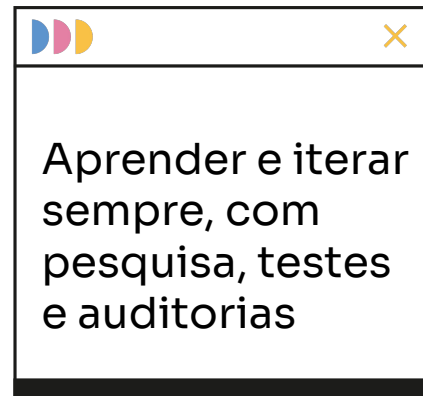 Aprender e iterar
sempre, com
pesquisa, testes
e auditorias